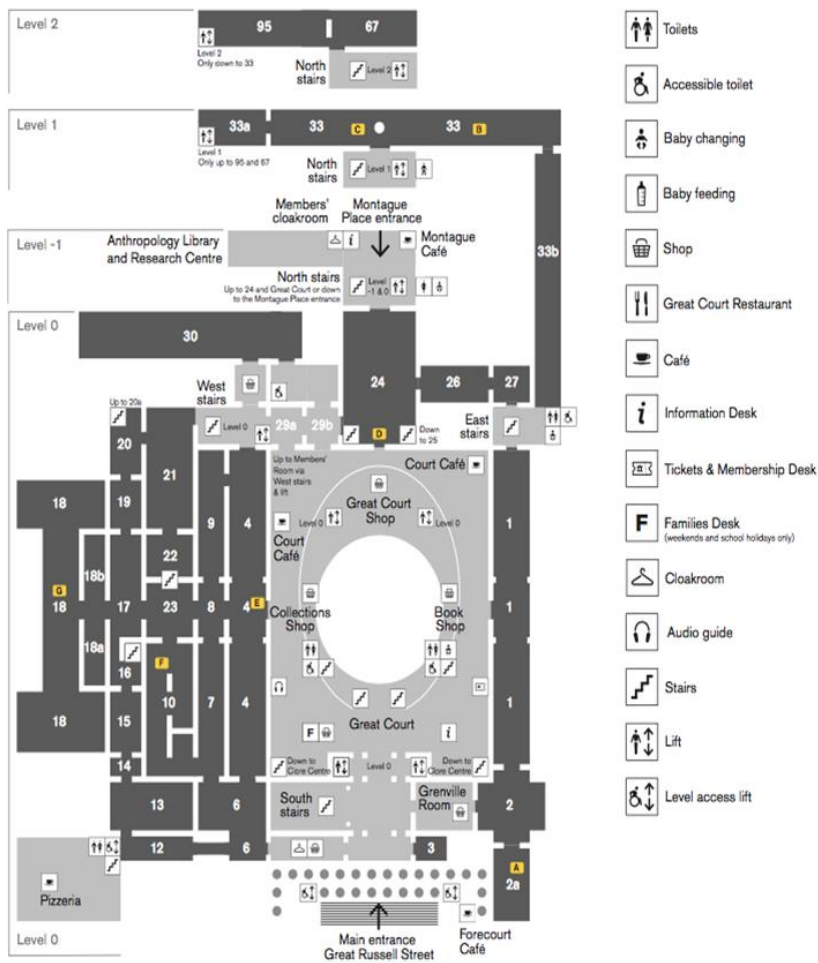 Level 2
95
67
Level 2
Only down to 33
North
stairs
Level 2
Level 1
33a
33
C
33
B
Level 1
Only up to 95 and 67
North
stairs
Level 1
Members'
cloakroom
Montague
Place entrance
33b
Level -1
Anthropology Library
and Research Centre
i
Montague
Café
North stairs
Up to 24 and Great Court or down
to the Montague Place entrance
Level
-1 & 0
Level 0
30
24
26
27
West
stairs
Up to 20a
Level 0
29a
29b
D
Down
to 25
East
stairs
20
21
Up to Members'
Room via
West stairs
& lift
Court Café
18
19
9
4
Great Court
Shop
Level 0
Level 0
1
Court
Café
22
18b
G
18
17
23
8
4
E
Collections
Shop
Book
Shop
1
18a
16
F
10
7
4
1
18
15
Great Court
F
i
14
Down to
Clore Centre
Level 0
Down to
Clore Centre
13
6
South
stairs
Grenville
Room
2
12
6
3
A
2a
Pizzeria
Main entrance
Great Russell Street
Forecourt
Café
Level 0
Toilets
Accessible toilet
Baby changing
Baby feeding
Shop
Great Court Restaurant
Café
i Information Desk
Tickets & Membership Desk
F Families Desk
(weekends and school holidays only)
Cloakroom
Audio guide
Stairs
Lift
Level access lift